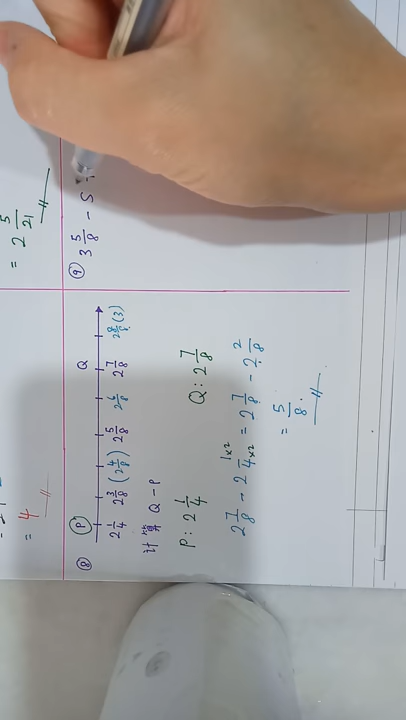 = 4
= 2 5/21
⑧ P Q
2 1/4 2 3/8 (2 4/8) 2 5/8 2 6/8 2 7/8 2 8/8 (3)
计算 Q - P
P: 2 1/4 Q: 2 7/8
2 7/8 - 2 1×2/4×2 = 2 7/8 - 2 2/8
= 5/8
⑨ 3 5/8 - 5